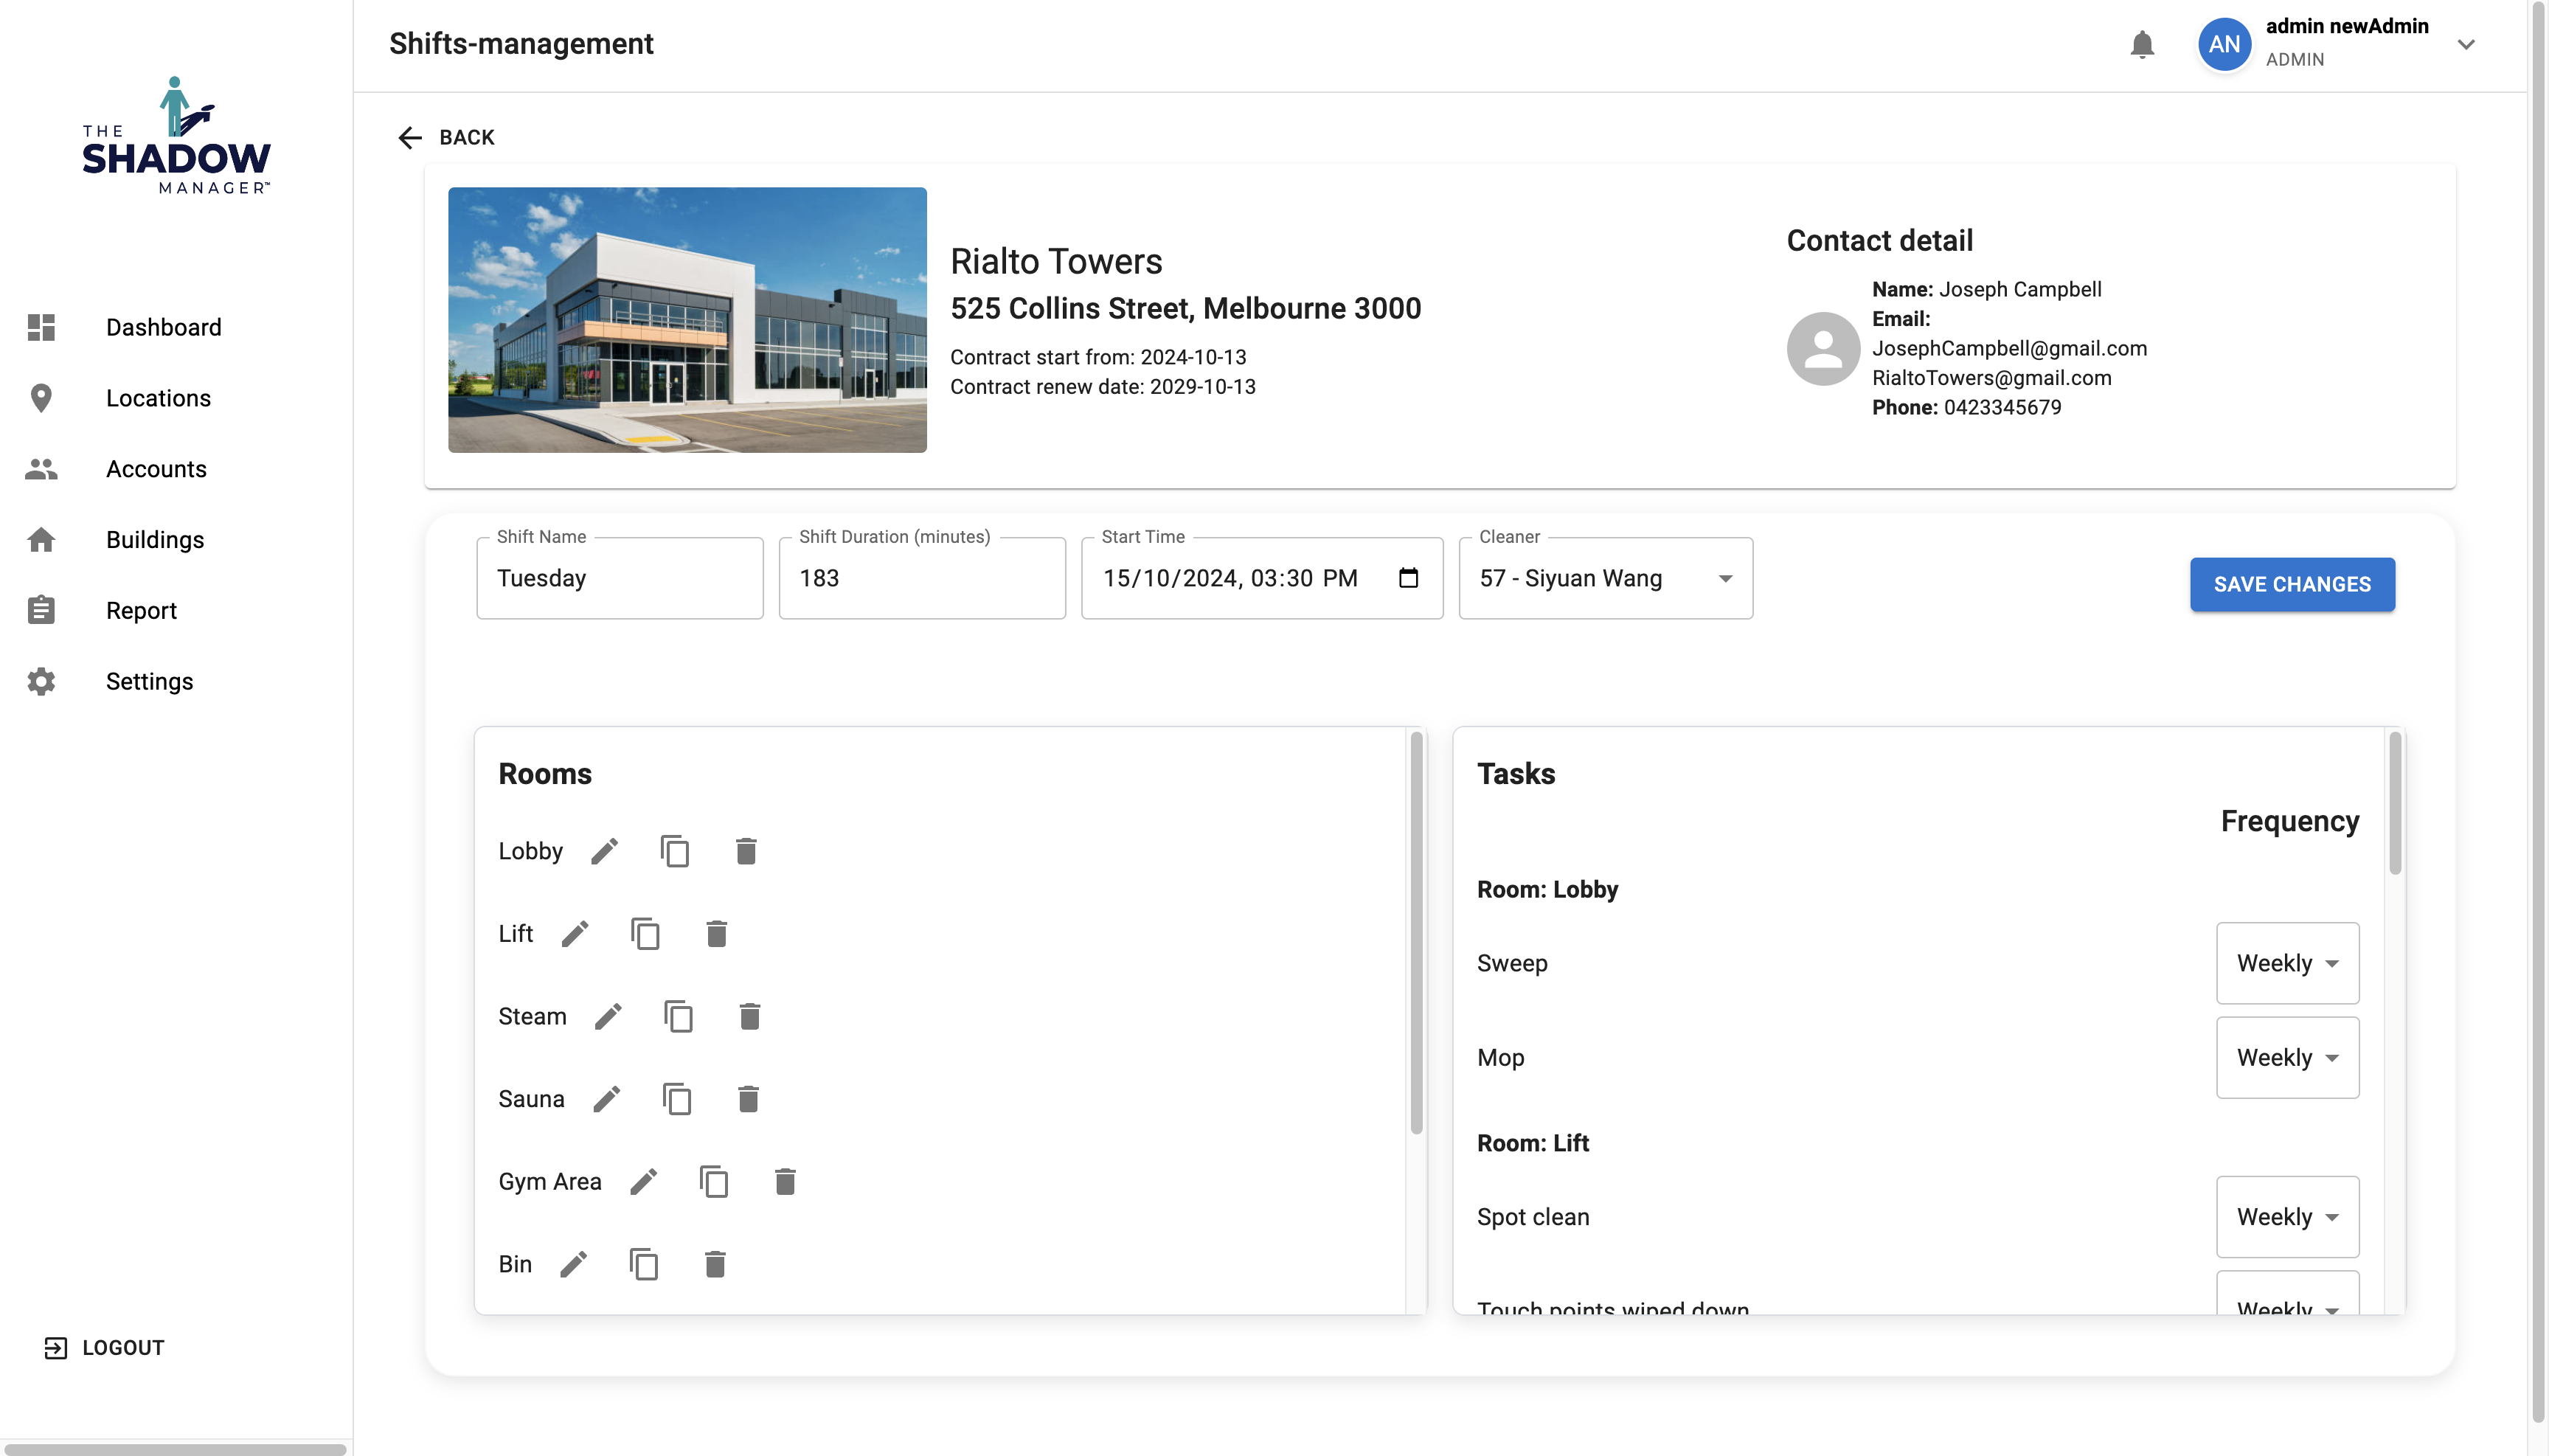 THE
SHADOW
MANAGER™
Dashboard
Locations
Accounts
Buildings
Report
Settings
LOGOUT
Shifts-management
AN
admin newAdmin
ADMIN
BACK
Rialto Towers
525 Collins Street, Melbourne 3000
Contract start from: 2024-10-13
Contract renew date: 2029-10-13
Contact detail
Name: Joseph Campbell
Email:
JosephCampbell@gmail.com
RialtoTowers@gmail.com
Phone: 0423345679
Shift Name
Tuesday
Shift Duration (minutes)
183
Start Time
15/10/2024, 03:30 PM
Cleaner
57 - Siyuan Wang
SAVE CHANGES
Rooms
Lobby
Lift
Steam
Sauna
Gym Area
Bin
Tasks
Frequency
Room: Lobby
Sweep Weekly
Mop Weekly
Room: Lift
Spot clean Weekly
Touch points wiped down Weekly